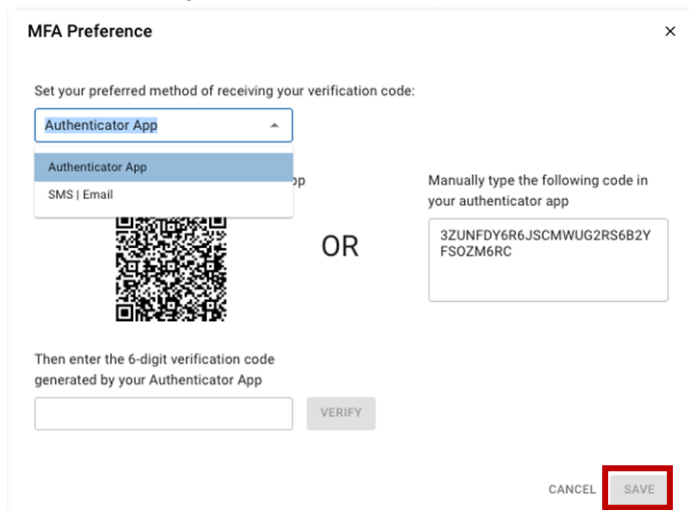 MFA Preference
×
Set your preferred method of receiving your verification code:
Authenticator App
Authenticator App
SMS | Email
Manually type the following code in
your authenticator app
OR
3ZUNFDY6R6JSCMWUG2RS6B2Y
FSOZM6RC
Then enter the 6-digit verification code
generated by your Authenticator App
VERIFY
CANCEL
SAVE